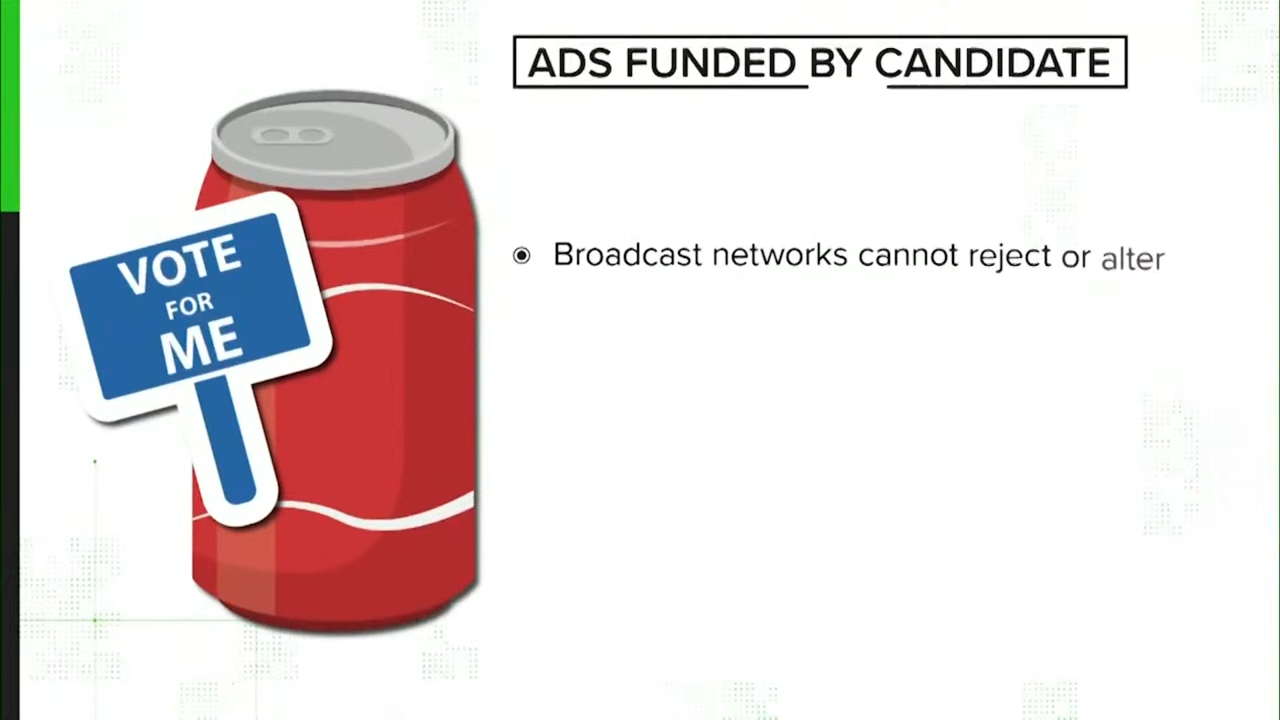 ADS FUNDED BY CANDIDATE
VOTE
FOR
ME
Broadcast networks cannot reject or alter